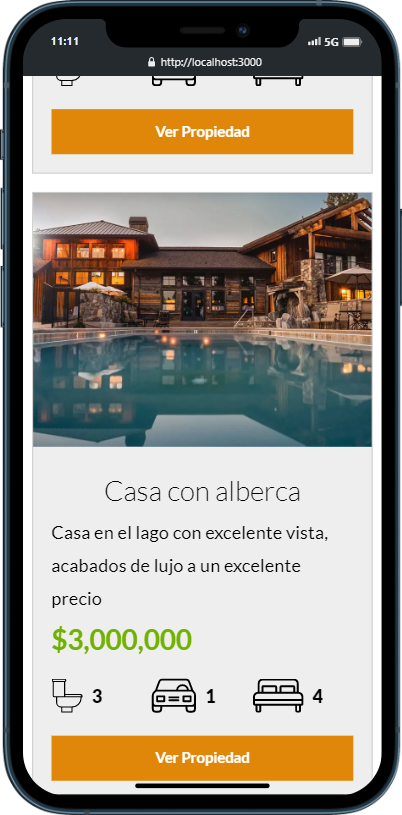 11:11
5G
http://localhost:3000
Ver Propiedad
Casa con alberca
Casa en el lago con excelente vista,
acabados de lujo a un excelente
precio
$3,000,000
3 1 4
Ver Propiedad